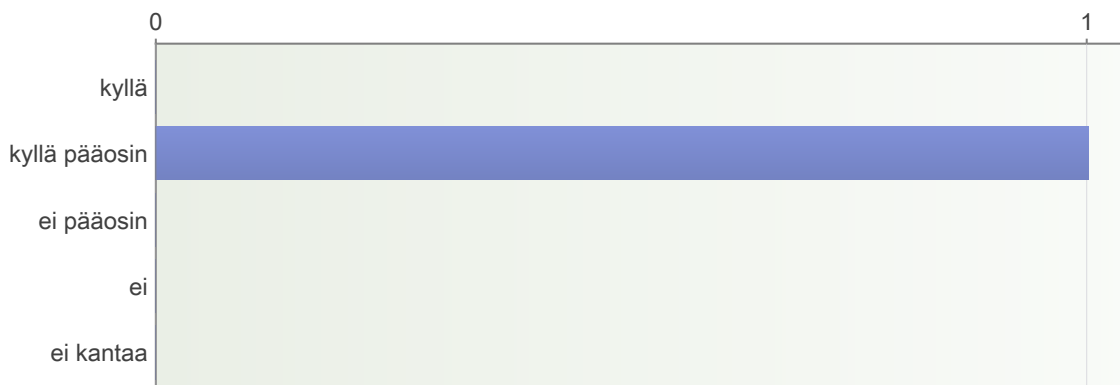 0 1
kyllä
kyllä pääosin
ei pääosin
ei
ei kantaa